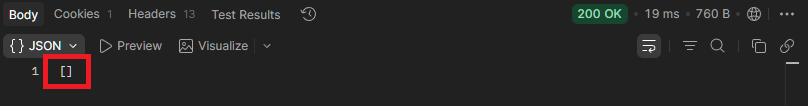 Body Cookies 1 Headers 13 Test Results 200 OK • 19 ms • 760 B •
{} JSON Preview Visualize
1 []